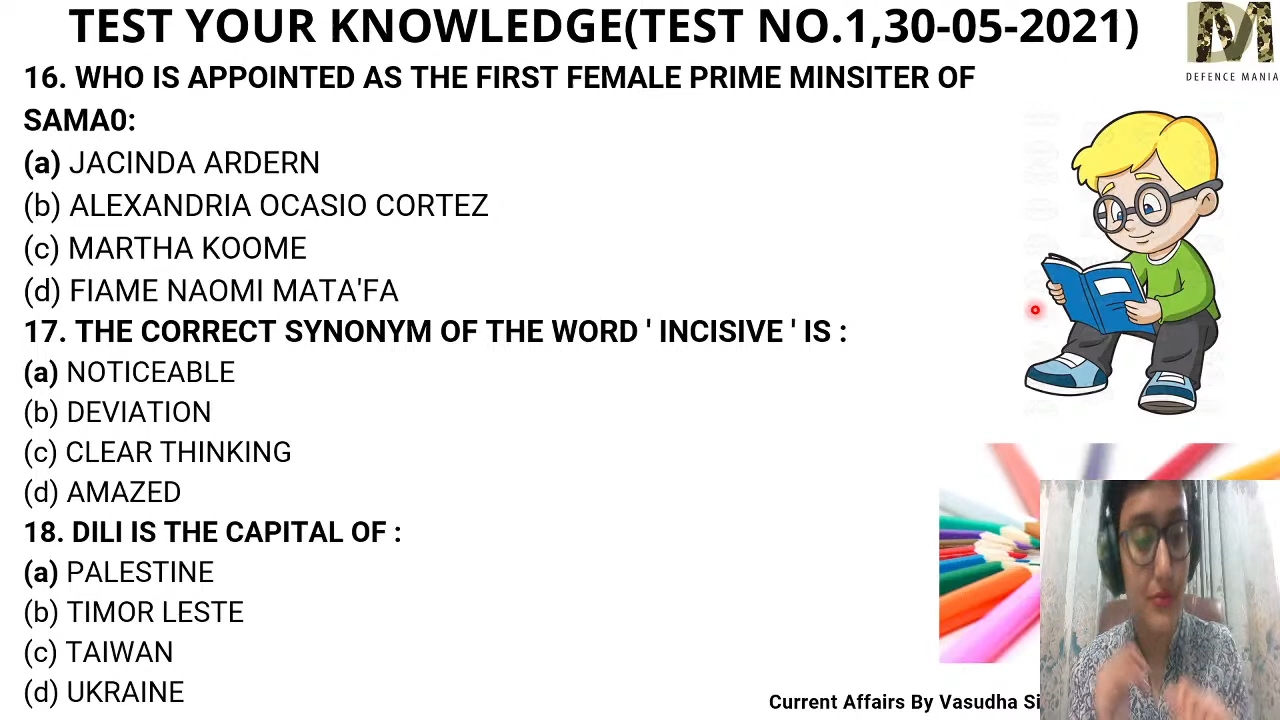 TEST YOUR KNOWLEDGE(TEST NO.1,30-05-2021)
DEFENCE MANIA
16. WHO IS APPOINTED AS THE FIRST FEMALE PRIME MINSITER OF
SAMA0:
(a) JACINDA ARDERN
(b) ALEXANDRIA OCASIO CORTEZ
(c) MARTHA KOOME
(d) FIAME NAOMI MATA'FA
17. THE CORRECT SYNONYM OF THE WORD ' INCISIVE ' IS :
(a) NOTICEABLE
(b) DEVIATION
(c) CLEAR THINKING
(d) AMAZED
18. DILI IS THE CAPITAL OF :
(a) PALESTINE
(b) TIMOR LESTE
(c) TAIWAN
(d) UKRAINE
Current Affairs By Vasudha